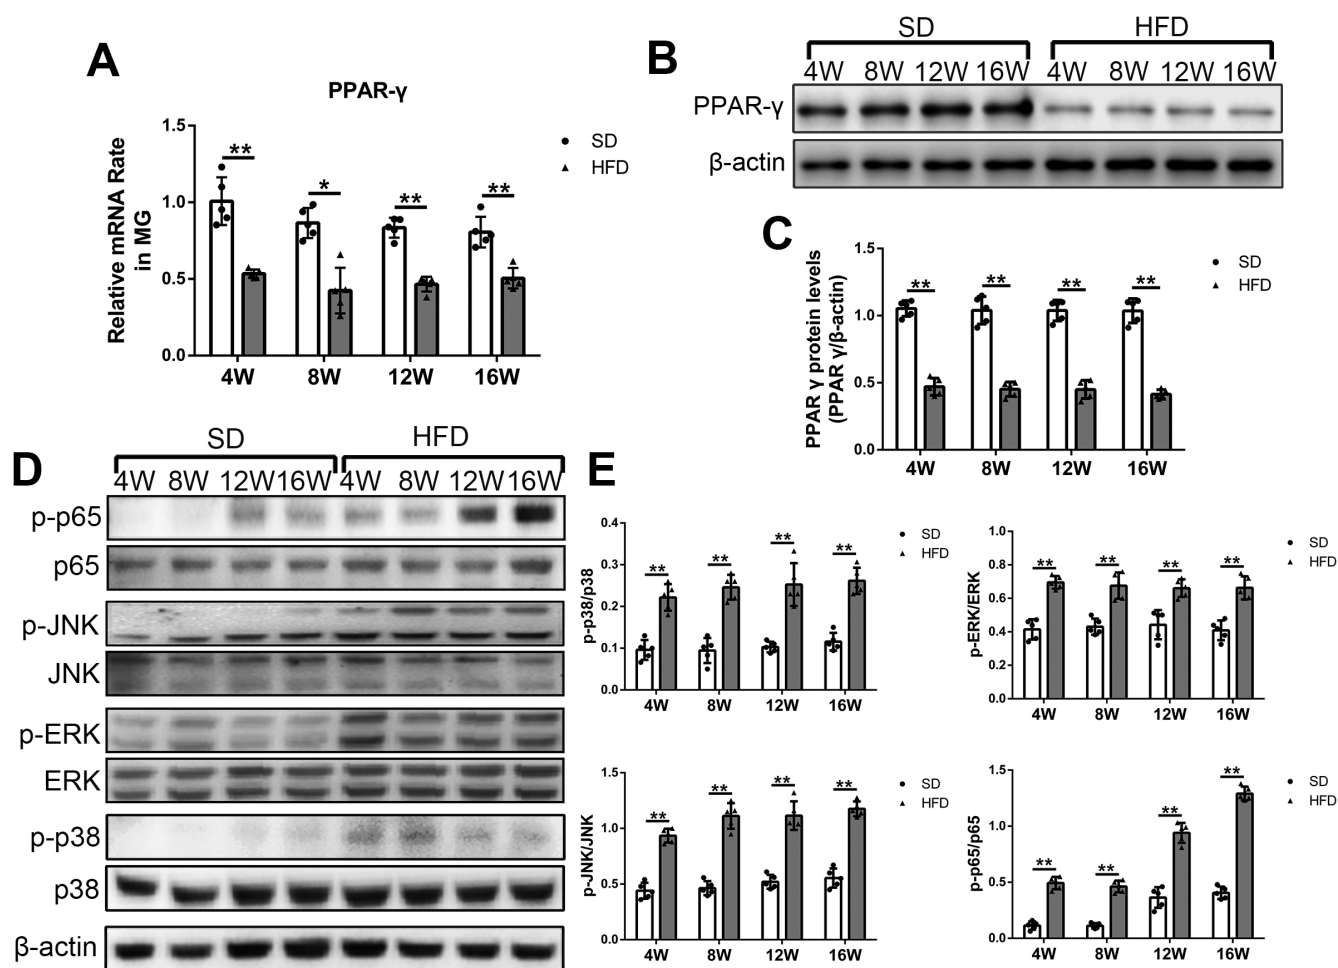 A
PPAR-γ
Relative mRNA Rate
in MG
1.5
1.0
0.5
0.0
** * ** **
4W 8W 12W 16W
SD
HFD
B
SD HFD
4W 8W 12W 16W 4W 8W 12W 16W
PPAR-γ
β-actin
C
PPAR γ protein levels
(PPAR γ/β-actin)
1.5
1.0
0.5
0.0
** ** ** **
4W 8W 12W 16W
SD
HFD
D
SD HFD
4W 8W 12W 16W 4W 8W 12W 16W
p-p65
p65
p-JNK
JNK
p-ERK
ERK
p-p38
p38
β-actin
E
p-p38/p38
0.4
0.3
0.2
0.1
0.0
** ** ** **
4W 8W 12W 16W
SD
HFD
p-ERK/ERK
1.0
0.8
0.6
0.4
0.2
0.0
** ** ** **
4W 8W 12W 16W
SD
HFD
p-JNK/JNK
1.5
1.0
0.5
0.0
** ** ** **
4W 8W 12W 16W
SD
HFD
p-p65/p65
1.5
1.0
0.5
0.0
** ** ** **
4W 8W 12W 16W
SD
HFD